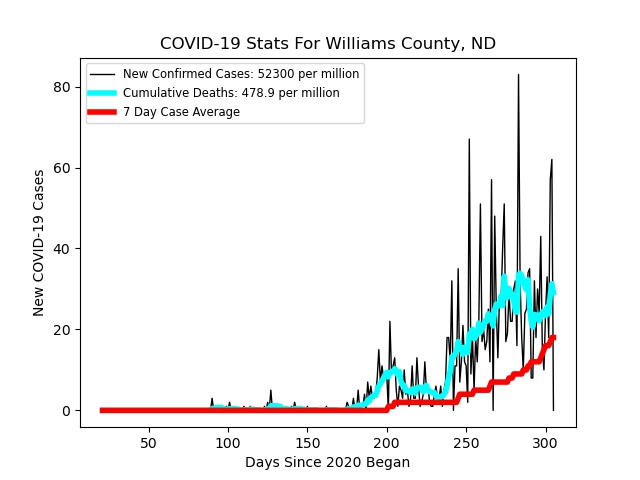 COVID-19 Stats For Williams County, ND
New Confirmed Cases: 52300 per million
Cumulative Deaths: 478.9 per million
7 Day Case Average
80
60
40
20
0
New COVID-19 Cases
50 100 150 200 250 300
Days Since 2020 Began